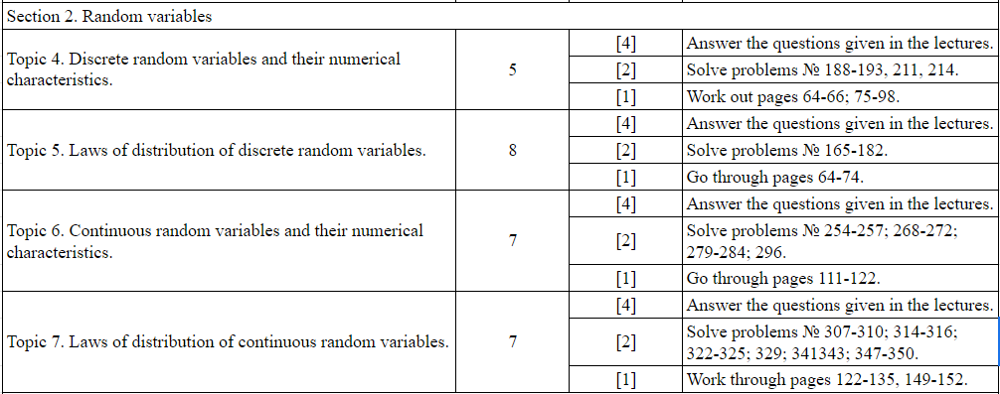 Section 2. Random variables
Topic 4. Discrete random variables and their numerical
characteristics.
5
[4]
Answer the questions given in the lectures.
[2]
Solve problems № 188-193, 211, 214.
[1]
Work out pages 64-66; 75-98.
Topic 5. Laws of distribution of discrete random variables.
8
[4]
Answer the questions given in the lectures.
[2]
Solve problems № 165-182.
[1]
Go through pages 64-74.
Topic 6. Continuous random variables and their numerical
characteristics.
7
[4]
Answer the questions given in the lectures.
[2]
Solve problems № 254-257; 268-272;
279-284; 296.
[1]
Go through pages 111-122.
Topic 7. Laws of distribution of continuous random variables.
7
[4]
Answer the questions given in the lectures.
[2]
Solve problems № 307-310; 314-316;
322-325; 329; 341343; 347-350.
[1]
Work through pages 122-135, 149-152.